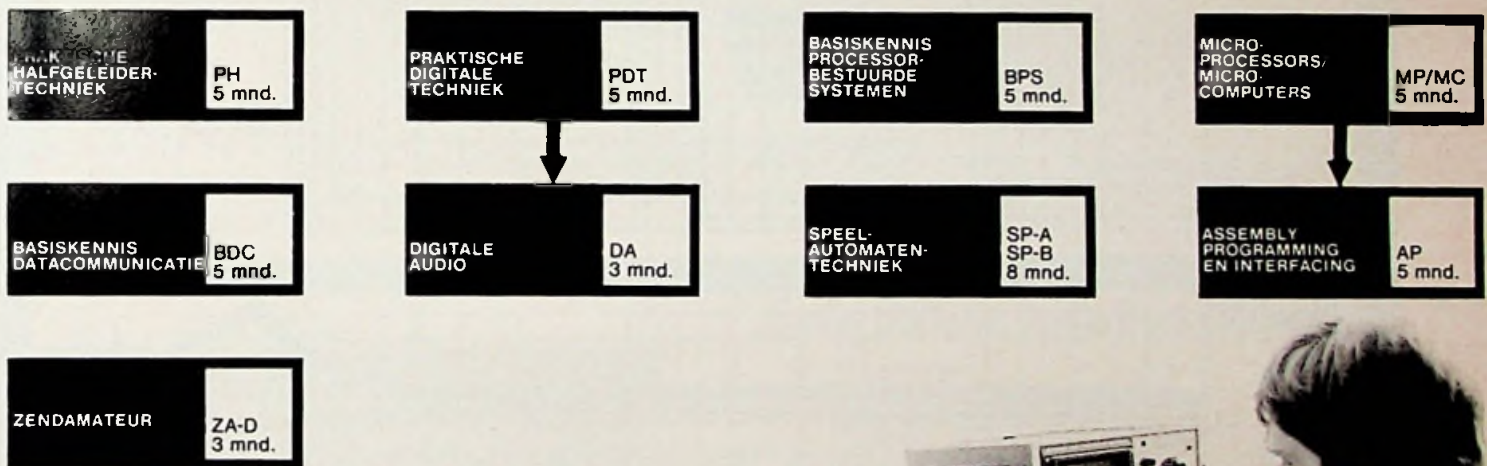 PRAKTISCHE
HALFGELEIDER-
TECHNIEK
PH
5 mnd.
PRAKTISCHE
DIGITALE
TECHNIEK
PDT
5 mnd.
BASISKENNIS
PROCESSOR-
BESTUURDE
SYSTEMEN
BPS
5 mnd.
MICRO-
PROCESSORS/
MICRO-
COMPUTERS
MP/MC
5 mnd.
BASISKENNIS
DATACOMMUNICATIE
BDC
5 mnd.
DIGITALE
AUDIO
DA
3 mnd.
SPEEL-
AUTOMATEN-
TECHNIEK
SP-A
SP-B
8 mnd.
ASSEMBLY
PROGRAMMING
EN INTERFACING
AP
5 mnd.
ZENDAMATEUR
ZA-D
3 mnd.